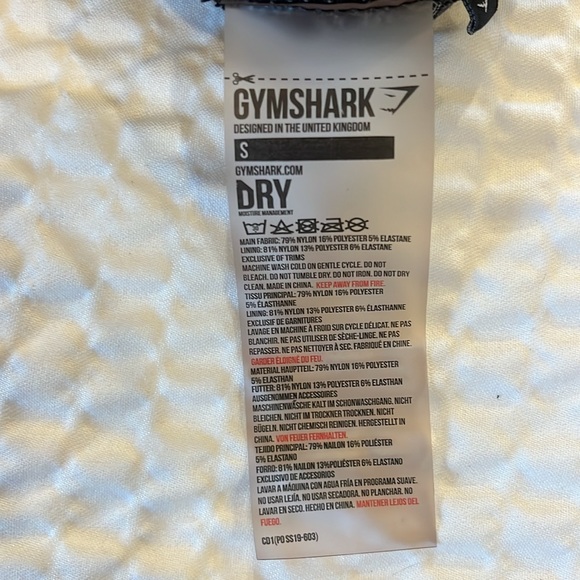 GYMSHARK
DESIGNED IN THE UNITED KINGDOM
S
GYMSHARK.COM
DRY
MOISTURE MANAGEMENT
MAIN FABRIC: 79% NYLON 16% POLYESTER 5% ELASTANE
LINING: 81% NYLON 13% POLYESTER 6% ELASTANE
EXCLUSIVE OF TRIMS
MACHINE WASH COLD ON GENTLE CYCLE. DO NOT
BLEACH. DO NOT TUMBLE DRY. DO NOT IRON. DO NOT DRY
CLEAN. MADE IN CHINA. KEEP AWAY FROM FIRE.
TISSU PRINCIPAL: 79% NYLON 16% POLYESTER
5% ÉLASTHANNE
LINING: 81% NYLON 13% POLYESTER 6% ÉLASTHANNE
EXCLUSIF DE GARNITURES
LAVAGE EN MACHINE À FROID SUR CYCLE DÉLICAT. NE PAS
BLANCHIR. NE PAS UTILISER DE SÈCHE-LINGE. NE PAS
REPASSER. NE PAS NETTOYER À SEC. FABRIQUÉ EN CHINE.
GARDER ÉLOIGNÉ DU FEU.
MATERIAL HAUPTTEIL: 79% NYLON 16% POLYESTER
5% ELASTHAN
FUTTER: 81% NYLON 13% POLYESTER 6% ELASTHAN
AUSGENOMMEN ACCESSOIRES
MASCHINENWÄSCHE KALT IM SCHONWASCHGANG. NICHT
BLEICHEN. NICHT IM TROCKNER TROCKNEN. NICHT
BÜGELN. NICHT CHEMISCH REINIGEN. HERGESTELLT IN
CHINA. VON FEUER FERNHALTEN.
TEJIDO PRINCIPAL: 79% NAILON 16% POLIÉSTER
5% ELASTANO
FORRO: 81% NAILON 13%POLIÉSTER 6% ELASTANO
EXCLUSIVO DE ACCESORIOS
LAVAR A MÁQUINA CON AGUA FRÍA EN PROGRAMA SUAVE.
NO USAR LEJÍA. NO USAR SECADORA. NO PLANCHAR. NO
LAVAR EN SECO. HECHO EN CHINA. MANTENER LEJOS DEL
FUEGO.
C01(PO SS19-603)